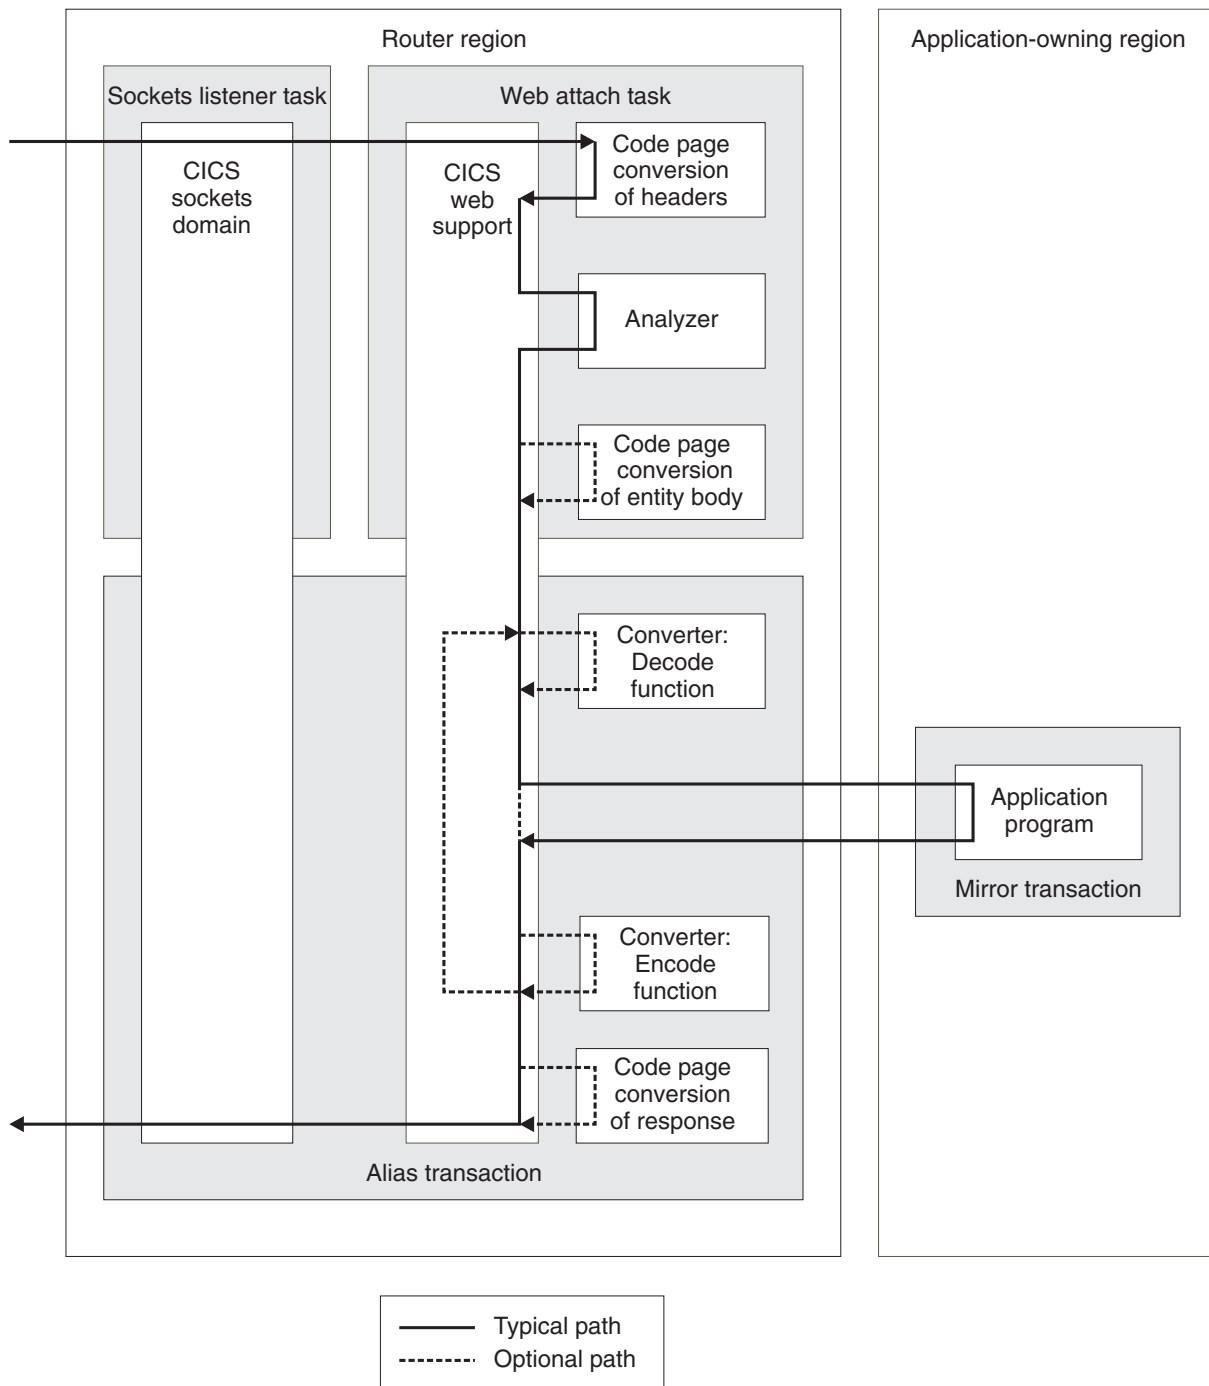 Router region
Application-owning region
Sockets listener task
Web attach task
CICS
sockets
domain
CICS
web
support
Code page
conversion
of headers
Analyzer
Code page
conversion
of entity body
Converter:
Decode
function
Application
program
Mirror transaction
Converter:
Encode
function
Code page
conversion
of response
Alias transaction
Typical path
Optional path